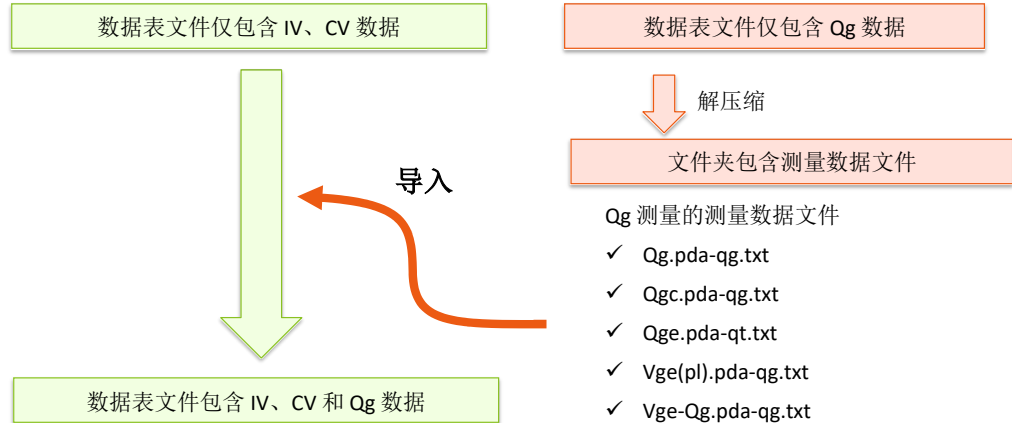 数据表文件仅包含 IV、CV 数据
数据表文件仅包含 Qg 数据
解压缩
文件夹包含测量数据文件
导入
Qg 测量的测量数据文件
✓ Qg.pda-qg.txt
✓ Qgc.pda-qg.txt
✓ Qge.pda-qt.txt
✓ Vge(pl).pda-qg.txt
✓ Vge-Qg.pda-qg.txt
数据表文件包含 IV、CV 和 Qg 数据